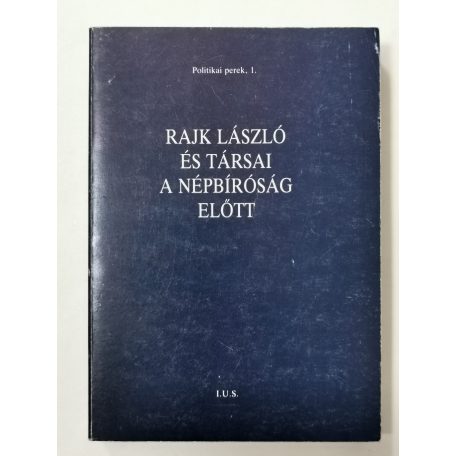 Politikai perek, 1.
RAJK LÁSZLÓ
ÉS TÁRSAI
A NÉPBÍRÓSÁG
ELŐTT
I.U.S.